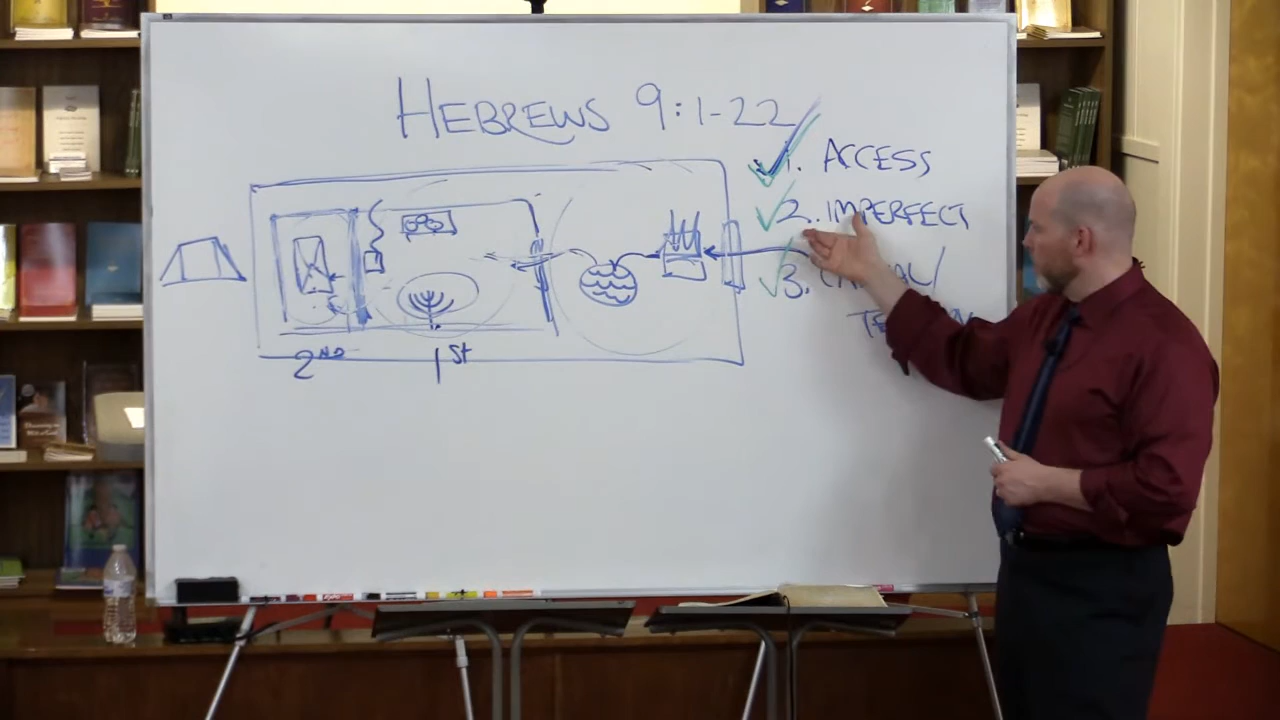 HEBREWS 9:1-22
1. ACCESS
2. IMPERFECT
3.
2ND
1St